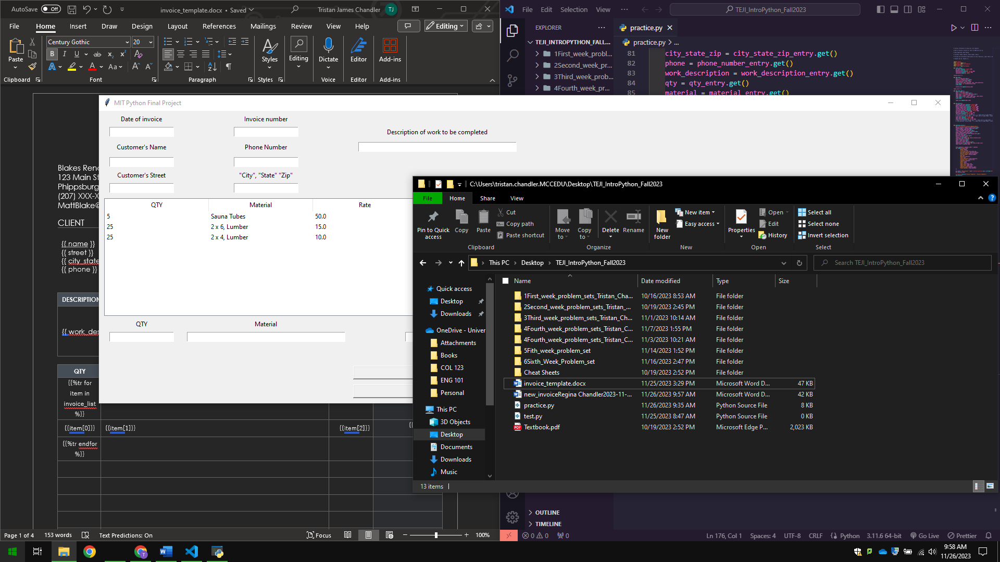 AutoSave Off invoice_template.docx • Saved Tristan James Chandler TJ
File Home Insert Draw Design Layout References Mailings Review View Help Editing
Century Gothic 20
Paste Styles Editing Dictate Editor Add-ins
Clipboard Font Paragraph Styles Voice Editor Add-ins
File Edit Selection View ... TEJI_IntroPython_Fall2023
EXPLORER ... practice.py
TEJI_INTROPYTHON_FALL... practice.py > ...
1First_week_probl...
2Second_week_pr...
3Third_week_prob...
4Fourth_week_pr...
81 city_state_zip = city_state_zip_entry.get()
82 phone = phone_number_entry.get()
83 work_description = work_description_entry.get()
84 qty = qty_entry.get()
85 material = material_entry.get()
Blakes Reno
123 Main St
Phippsburg
(207) XXX-X
MattBlake@
CLIENT
{{ name }}
{{ street }}
{{ city_state
{{ phone }}
DESCRIPTION
{{ work_des
QTY
{{%tr for
item in
invoice_list
%}}
{{item[0]}} {{item[1]}} {{item[2]}} {{
{{%tr endfor
%}}
MIT Python Final Project
Date of invoice Invoice number
Description of work to be completed
Customer's Name Phone Number
Customer's Street "City", "State" "Zip"
QTY Material Rate
5 Sauna Tubes 50.0
25 2 x 6, Lumber 15.0
25 2 x 4, Lumber 10.0
QTY Material
C:\Users\tristan.chandler.MCCEDU\Desktop\TEJI_IntroPython_Fall2023
File Home Share View
Pin to Quick access Copy Paste Cut Copy path Paste shortcut
Move to Copy to Delete Rename New folder New item Easy access
Properties Open Edit History Select all Select none Invert selection
Clipboard Organize New Open Select
This PC > Desktop > TEJI_IntroPython_Fall2023 Search TEJI_IntroPython_Fall2023
Quick access
Desktop
Downloads
OneDrive - Univer
Attachments
Books
COL 123
ENG 101
Personal
This PC
3D Objects
Desktop
Documents
Downloads
Music
Name Date modified Type Size
1First_week_problem_sets_Tristan_Cha... 10/16/2023 8:53 AM File folder
2Second_week_problem_sets_Tristan_... 10/19/2023 2:45 PM File folder
3Third_week_problem_sets_Tristan_Ch... 11/1/2023 10:14 AM File folder
4Fourth_week_problem_sets_Tristan_C... 11/7/2023 1:55 PM File folder
4Fourth_week_problem_sets_Tristan_C... 11/3/2023 10:21 AM File folder
5Fith_week_problem_set 11/14/2023 1:52 PM File folder
6Sixth_Week_Problem_set 11/16/2023 2:47 PM File folder
Cheat Sheets 10/19/2023 2:52 PM File folder
invoice_template.docx 11/25/2023 3:29 PM Microsoft Word D... 47 KB
new_invoiceRegina Chandler2023-11-... 11/26/2023 9:57 AM Microsoft Word D... 42 KB
practice.py 11/26/2023 9:35 AM Python Source File 8 KB
test.py 11/25/2023 8:47 AM Python Source File 0 KB
Textbook.pdf 10/19/2023 2:52 PM Microsoft Edge P... 2,023 KB
13 items
OUTLINE
TIMELINE
Page 1 of 4 153 words Text Predictions: On Focus 100%
0 0 0 Ln 176, Col 1 Spaces: 4 UTF-8 CRLF Python 3.11.6 64-bit Go Live Prettier
9:58 AM
11/26/2023